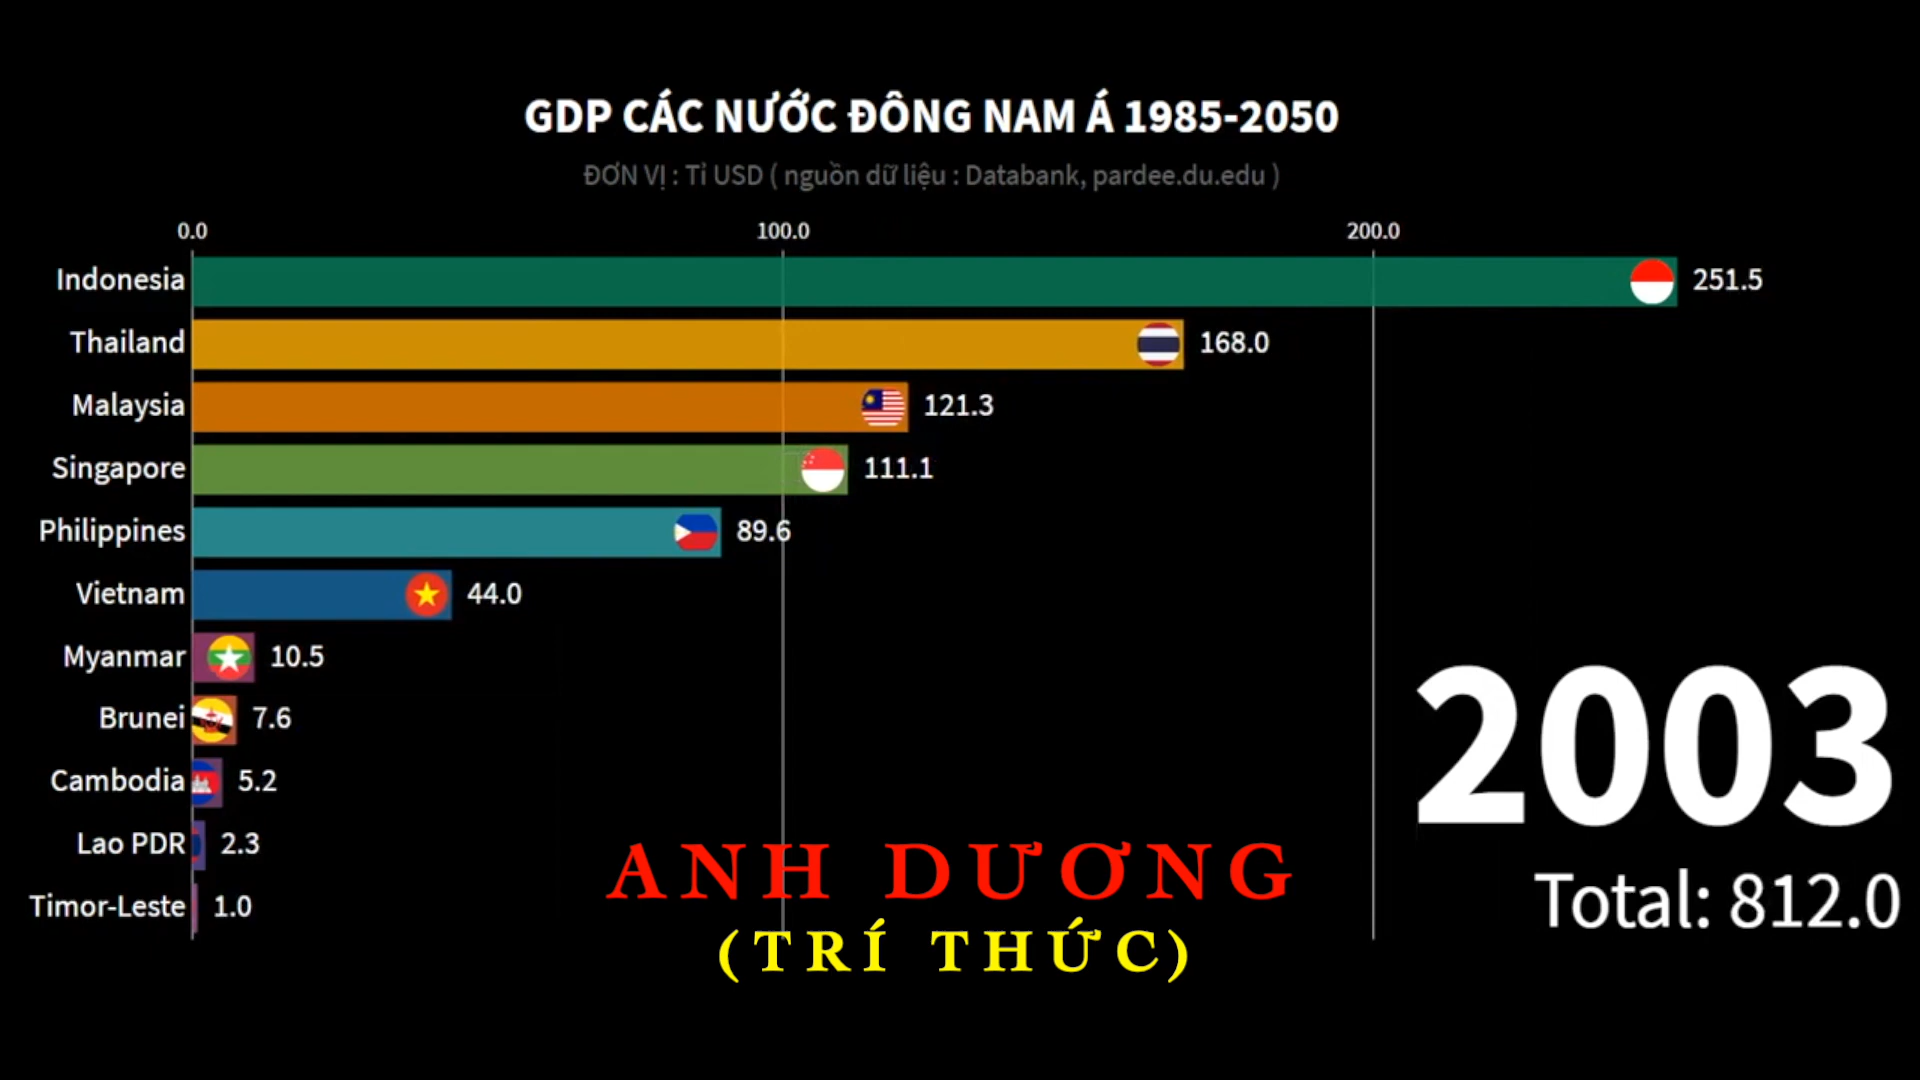 GDP CÁC NƯỚC ĐÔNG NAM Á 1985-2050
ĐƠN VỊ : Tỉ USD ( nguồn dữ liệu : Databank, pardee.du.edu )
0.0 100.0 200.0
Indonesia 251.5
Thailand 168.0
Malaysia 121.3
Singapore 111.1
Philippines 89.6
Vietnam 44.0
Myanmar 10.5
Brunei 7.6
Cambodia 5.2
Lao PDR 2.3
Timor-Leste 1.0
2003
Total: 812.0
ANH DƯƠNG
(TRÍ THỨC)